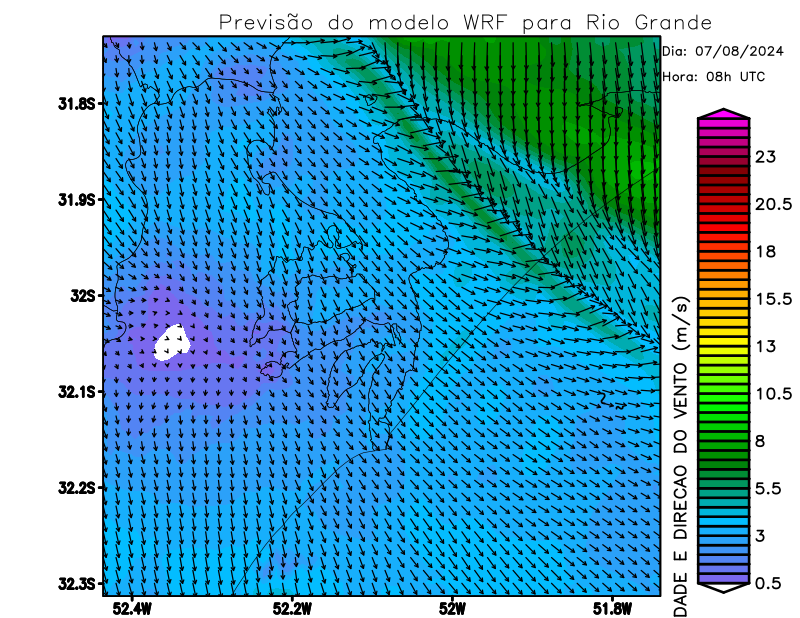 Previsão do modelo WRF para Rio Grande
Dia: 07/08/2024
Hora: 08h UTC
31.8S
31.9S
32S
32.1S
32.2S
32.3S
52.4W
52.2W
52W
51.8W
23
20.5
18
15.5
13
10.5
8
5.5
3
0.5
DADE E DIRECAO DO VENTO (m/s)